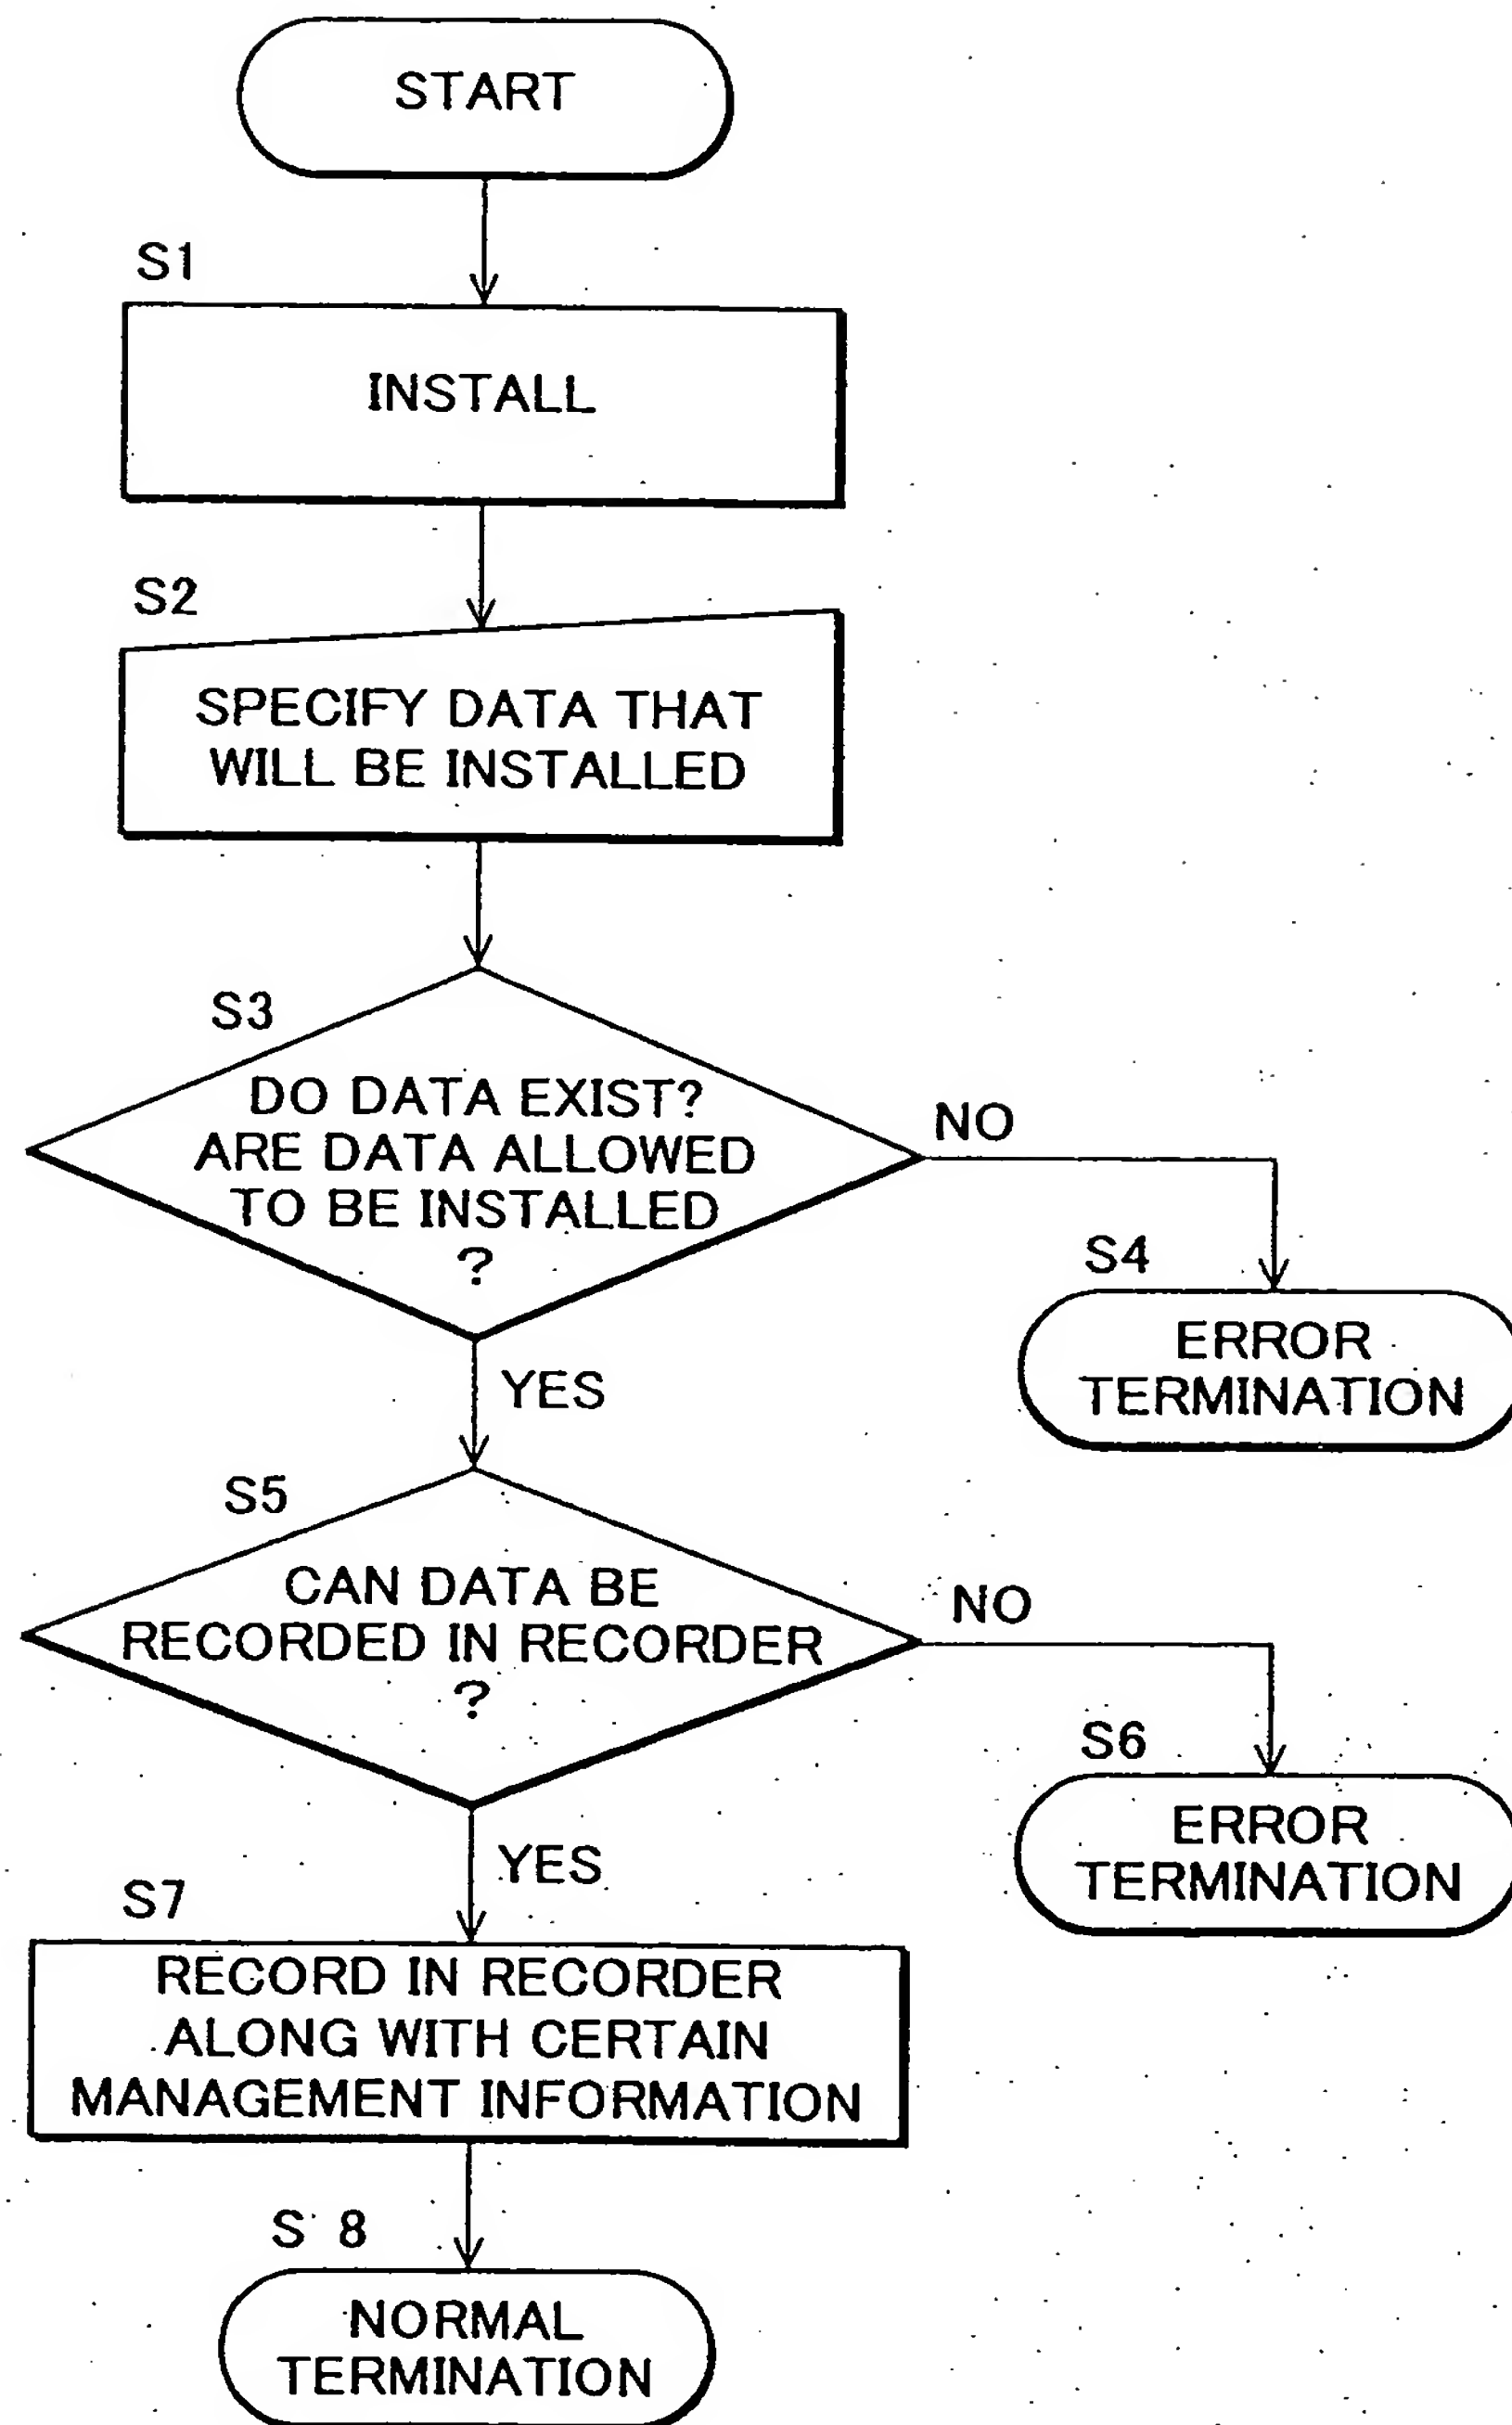 START
S1
INSTALL
S2
SPECIFY DATA THAT
WILL BE INSTALLED
S3
DO DATA EXIST?
ARE DATA ALLOWED
TO BE INSTALLED
?
NO
S4
ERROR
TERMINATION
YES
S5
CAN DATA BE
RECORDED IN RECORDER
?
NO
S6
ERROR
TERMINATION
YES
S7
RECORD IN RECORDER
ALONG WITH CERTAIN
MANAGEMENT INFORMATION
S 8
NORMAL
TERMINATION